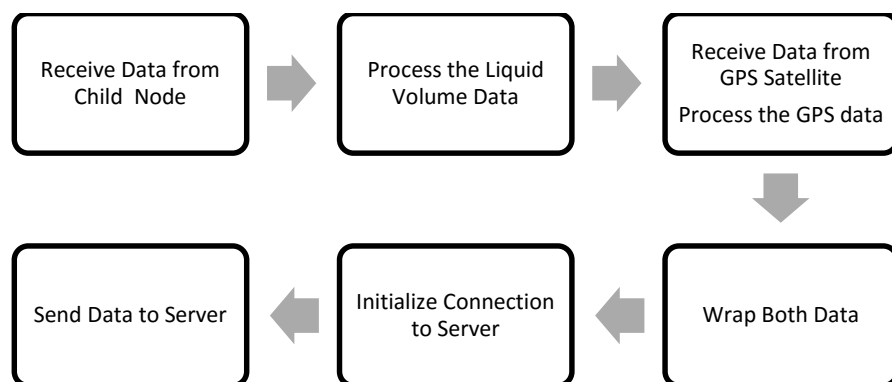 Receive Data from
Child Node
Process the Liquid
Volume Data
Receive Data from
GPS Satellite
Process the GPS data
Wrap Both Data
Initialize Connection
to Server
Send Data to Server